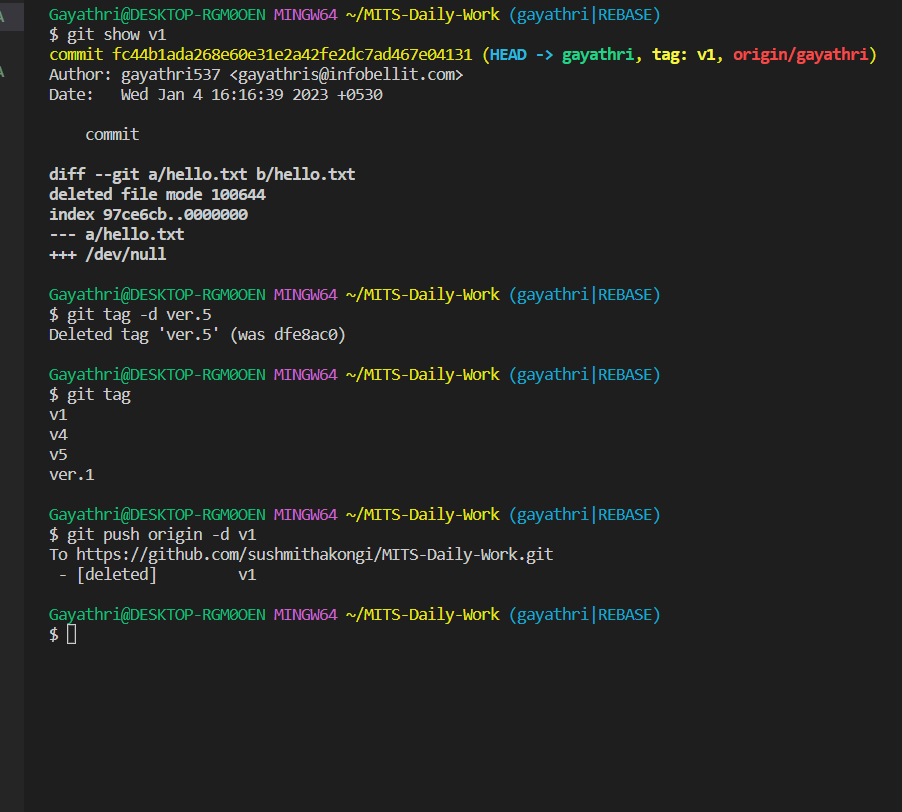 Gayathri@DESKTOP-RGM0OEN MINGW64 ~/MITS-Daily-Work (gayathri|REBASE)
$ git show v1
commit fc44b1ada268e60e31e2a42fe2dc7ad467e04131 (HEAD -> gayathri, tag: v1, origin/gayathri)
Author: gayathri537 <gayathris@infobellit.com>
Date:   Wed Jan 4 16:16:39 2023 +0530

    commit

diff --git a/hello.txt b/hello.txt
deleted file mode 100644
index 97ce6cb..0000000
--- a/hello.txt
+++ /dev/null

Gayathri@DESKTOP-RGM0OEN MINGW64 ~/MITS-Daily-Work (gayathri|REBASE)
$ git tag -d ver.5
Deleted tag 'ver.5' (was dfe8ac0)

Gayathri@DESKTOP-RGM0OEN MINGW64 ~/MITS-Daily-Work (gayathri|REBASE)
$ git tag
v1
v4
v5
ver.1

Gayathri@DESKTOP-RGM0OEN MINGW64 ~/MITS-Daily-Work (gayathri|REBASE)
$ git push origin -d v1
To https://github.com/sushmithakongi/MITS-Daily-Work.git
 - [deleted]         v1

Gayathri@DESKTOP-RGM0OEN MINGW64 ~/MITS-Daily-Work (gayathri|REBASE)
$